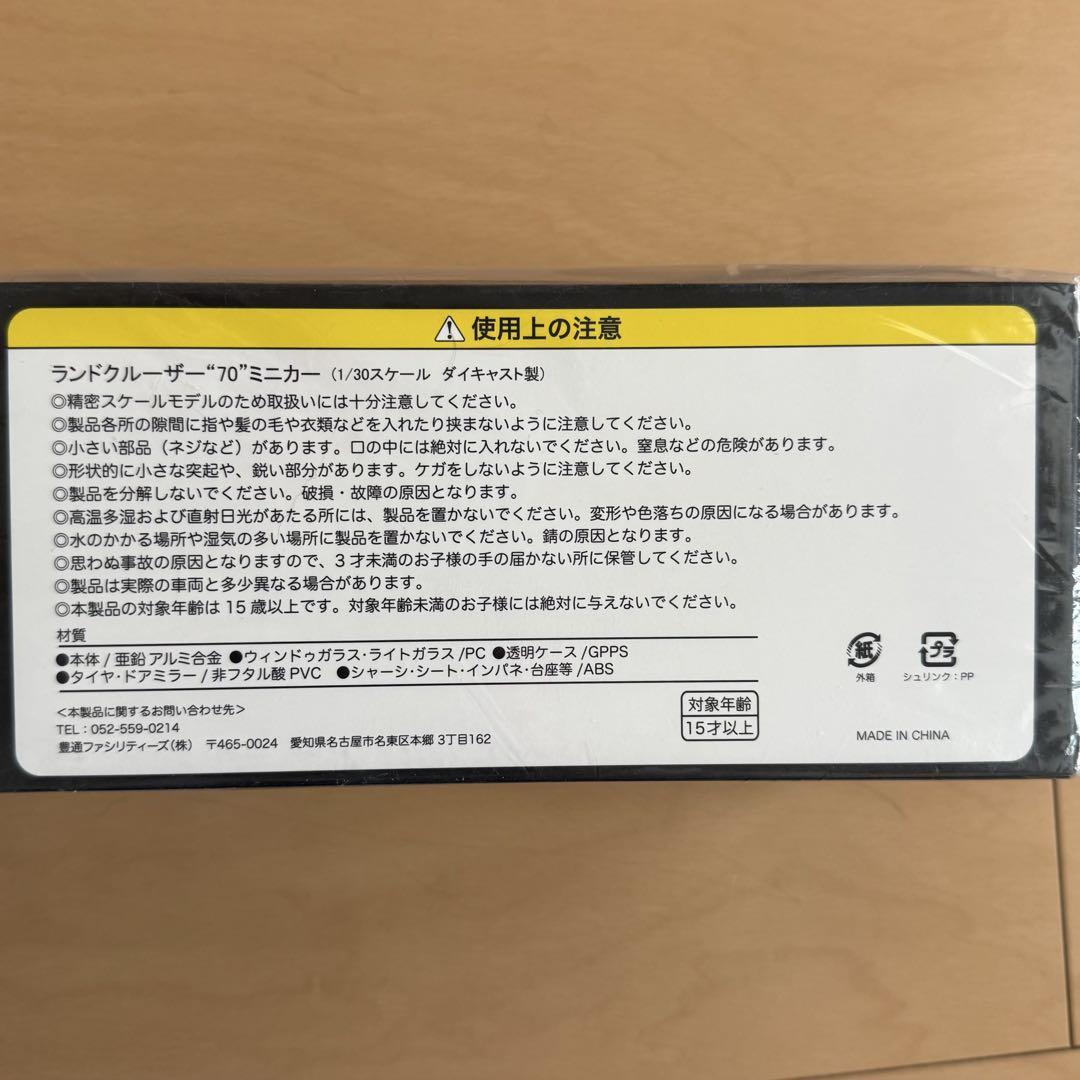 使用上の注意
ランドクルーザー“70”ミニカー（1/30スケール ダイキャスト製）
◎精密スケールモデルのため取扱いには十分注意してください。
◎製品各所の隙間に指や髪の毛や衣類などを入れたり挟まないように注意してください。
◎小さい部品（ネジなど）があります。口の中には絶対に入れないでください。窒息などの危険があります。
◎形状的に小さな突起や、鋭い部分があります。ケガをしないように注意してください。
◎製品を分解しないでください。破損・故障の原因となります。
◎高温多湿および直射日光があたる所には、製品を置かないでください。変形や色落ちの原因になる場合があります。
◎水のかかる場所や湿気の多い場所に製品を置かないでください。錆の原因となります。
◎思わぬ事故の原因となりますので、3才未満のお子様の手の届かない所に保管してください。
◎製品は実際の車両と多少異なる場合があります。
◎本製品の対象年齢は15歳以上です。対象年齢未満のお子様には絶対に与えないでください。
材質
●本体/亜鉛アルミ合金 ●ウィンドゥガラス・ライトガラス/PC ●透明ケース/GPPS
●タイヤ・ドアミラー/非フタル酸PVC ●シャーシ・シート・インパネ・台座等/ABS
＜本製品に関するお問い合わせ先＞
TEL：052-559-0214
豊通ファシリティーズ（株） 〒465-0024 愛知県名古屋市名東区本郷3丁目162
対象年齢
15才以上
紙
外箱
プラ
シュリンク：PP
MADE IN CHINA